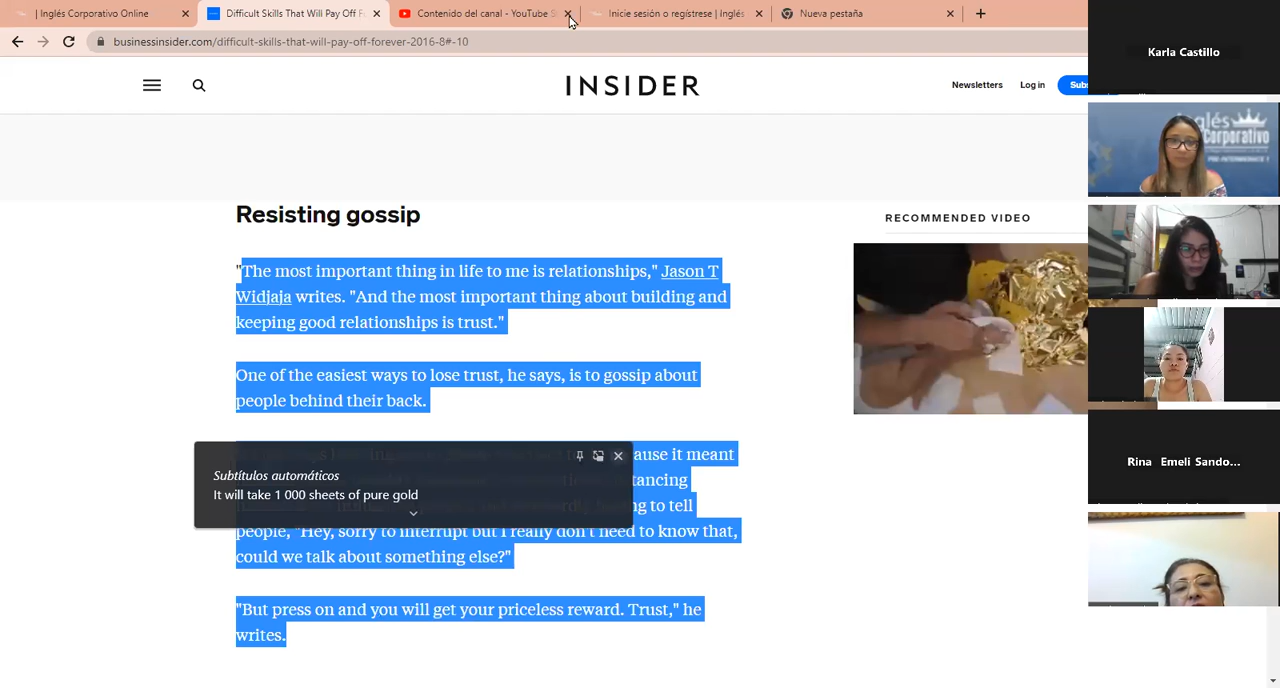 | Inglés Corporativo Online
Difficult Skills That Will Pay Off F
Contenido del canal - YouTube S
Inicie sesión o regístrese | Inglés
Nueva pestaña
businessinsider.com/difficult-skills-that-will-pay-off-forever-2016-8#-10
INSIDER
Newsletters
Log in
Subs
Karla Castillo
Inglés
Corporativo
Resisting gossip
RECOMMENDED VIDEO
"The most important thing in life to me is relationships," Jason T
Widjaja writes. "And the most important thing about building and
keeping good relationships is trust."
One of the easiest ways to lose trust, he says, is to gossip about
people behind their back.
ause it meant
tancing
Subtítulos automáticos
It will take 1 000 sheets of pure gold
to tell
people, "Hey, sorry to interrupt but I really don't need to know that,
could we talk about something else?"
"But press on and you will get your priceless reward. Trust," he
writes.
Rina Emeli Sando...